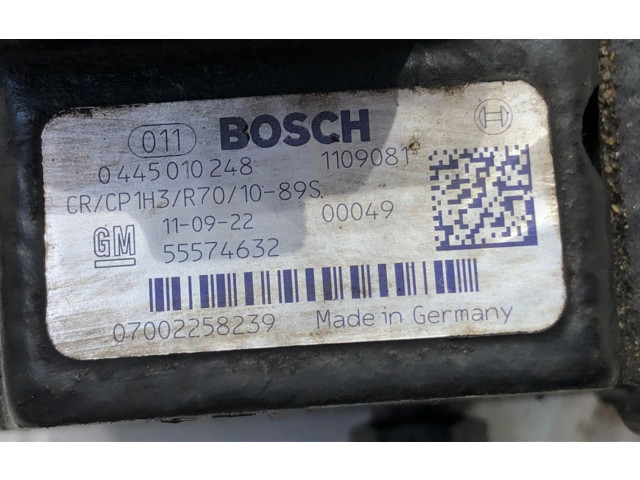 011 BOSCH
0 445 010 248 1109081
CR/CP1H3/R70/10-89S
11-09-22 00049
GM 55574632
07002258239 Made in Germany